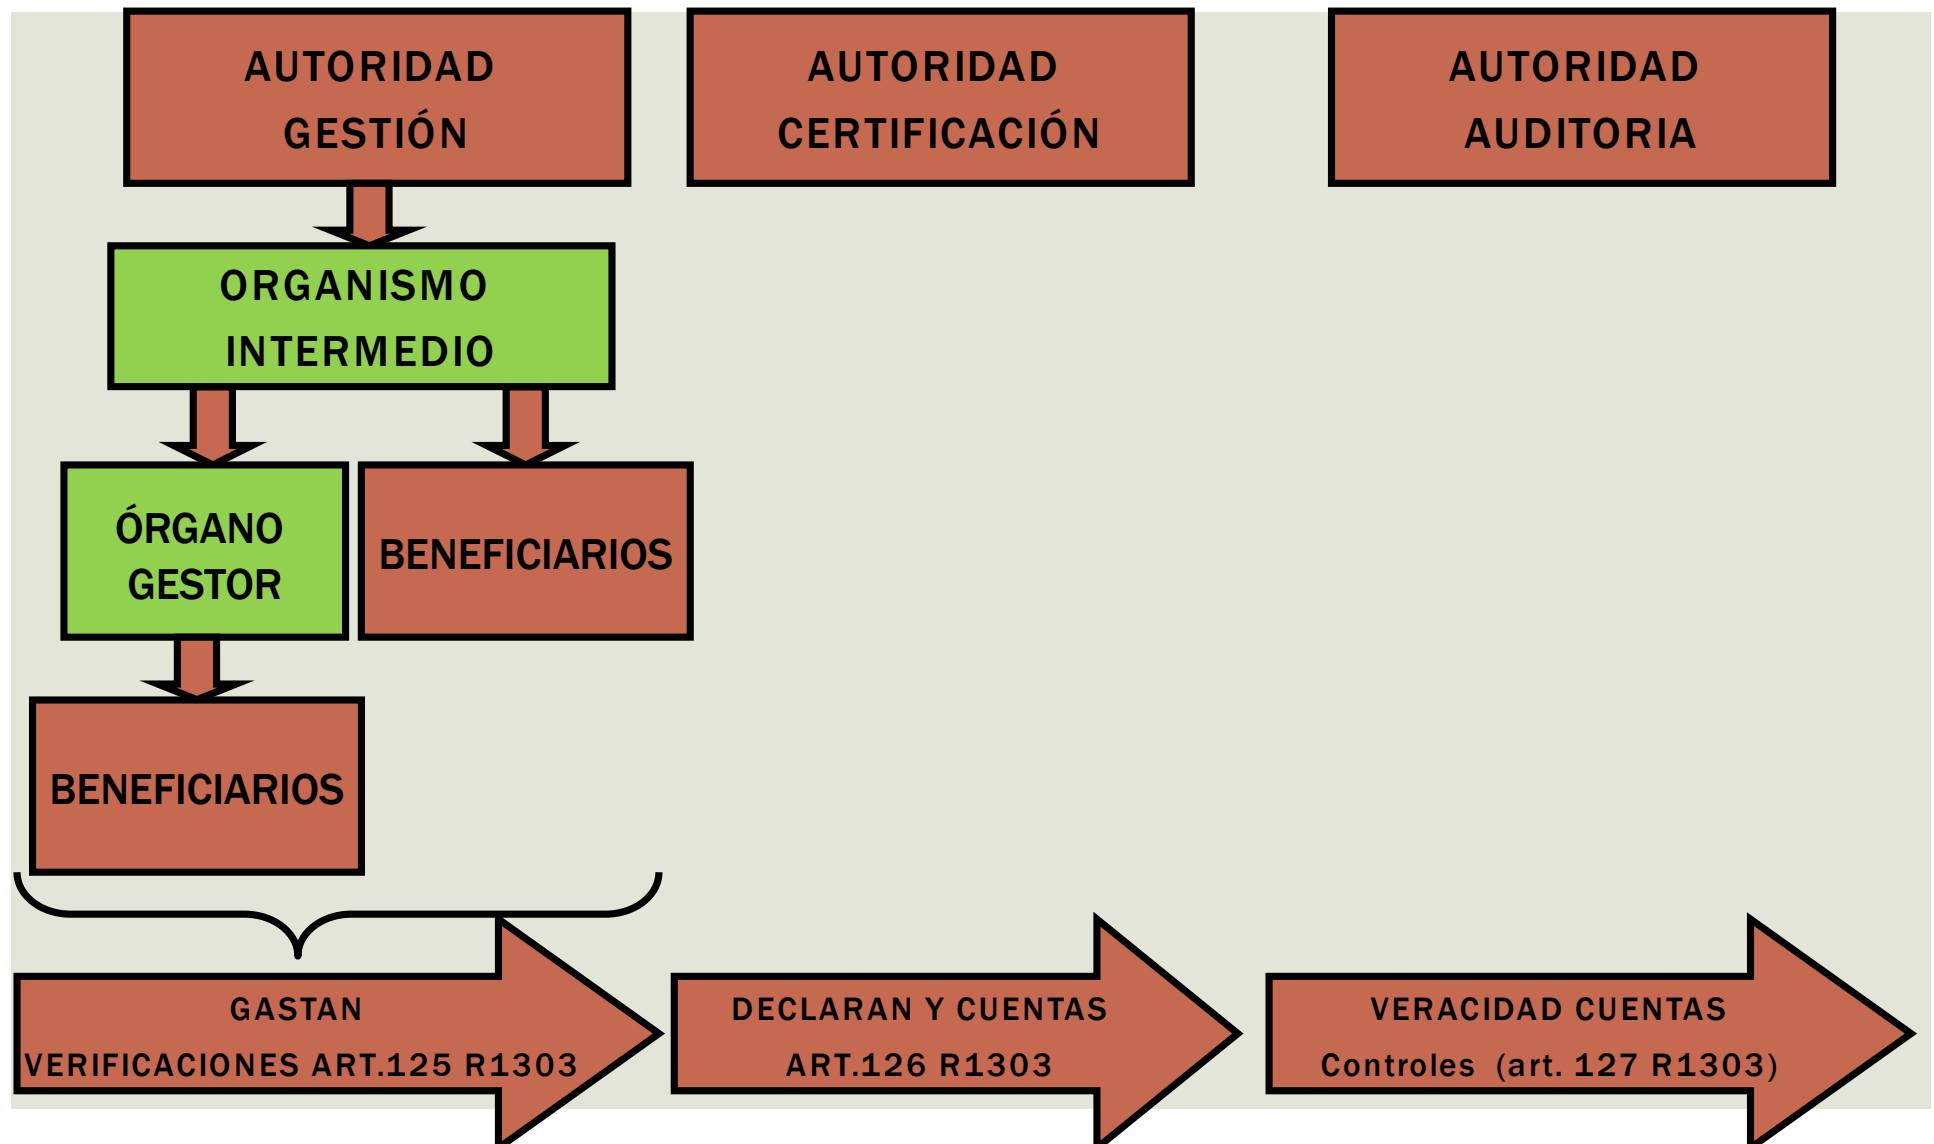 AUTORIDAD
GESTIÓN
AUTORIDAD
CERTIFICACIÓN
AUTORIDAD
AUDITORIA
ORGANISMO
INTERMEDIO
ÓRGANO
GESTOR
BENEFICIARIOS
BENEFICIARIOS
GASTAN
VERIFICACIONES ART.125 R1303
DECLARAN Y CUENTAS
ART.126 R1303
VERACIDAD CUENTAS
Controles (art. 127 R1303)